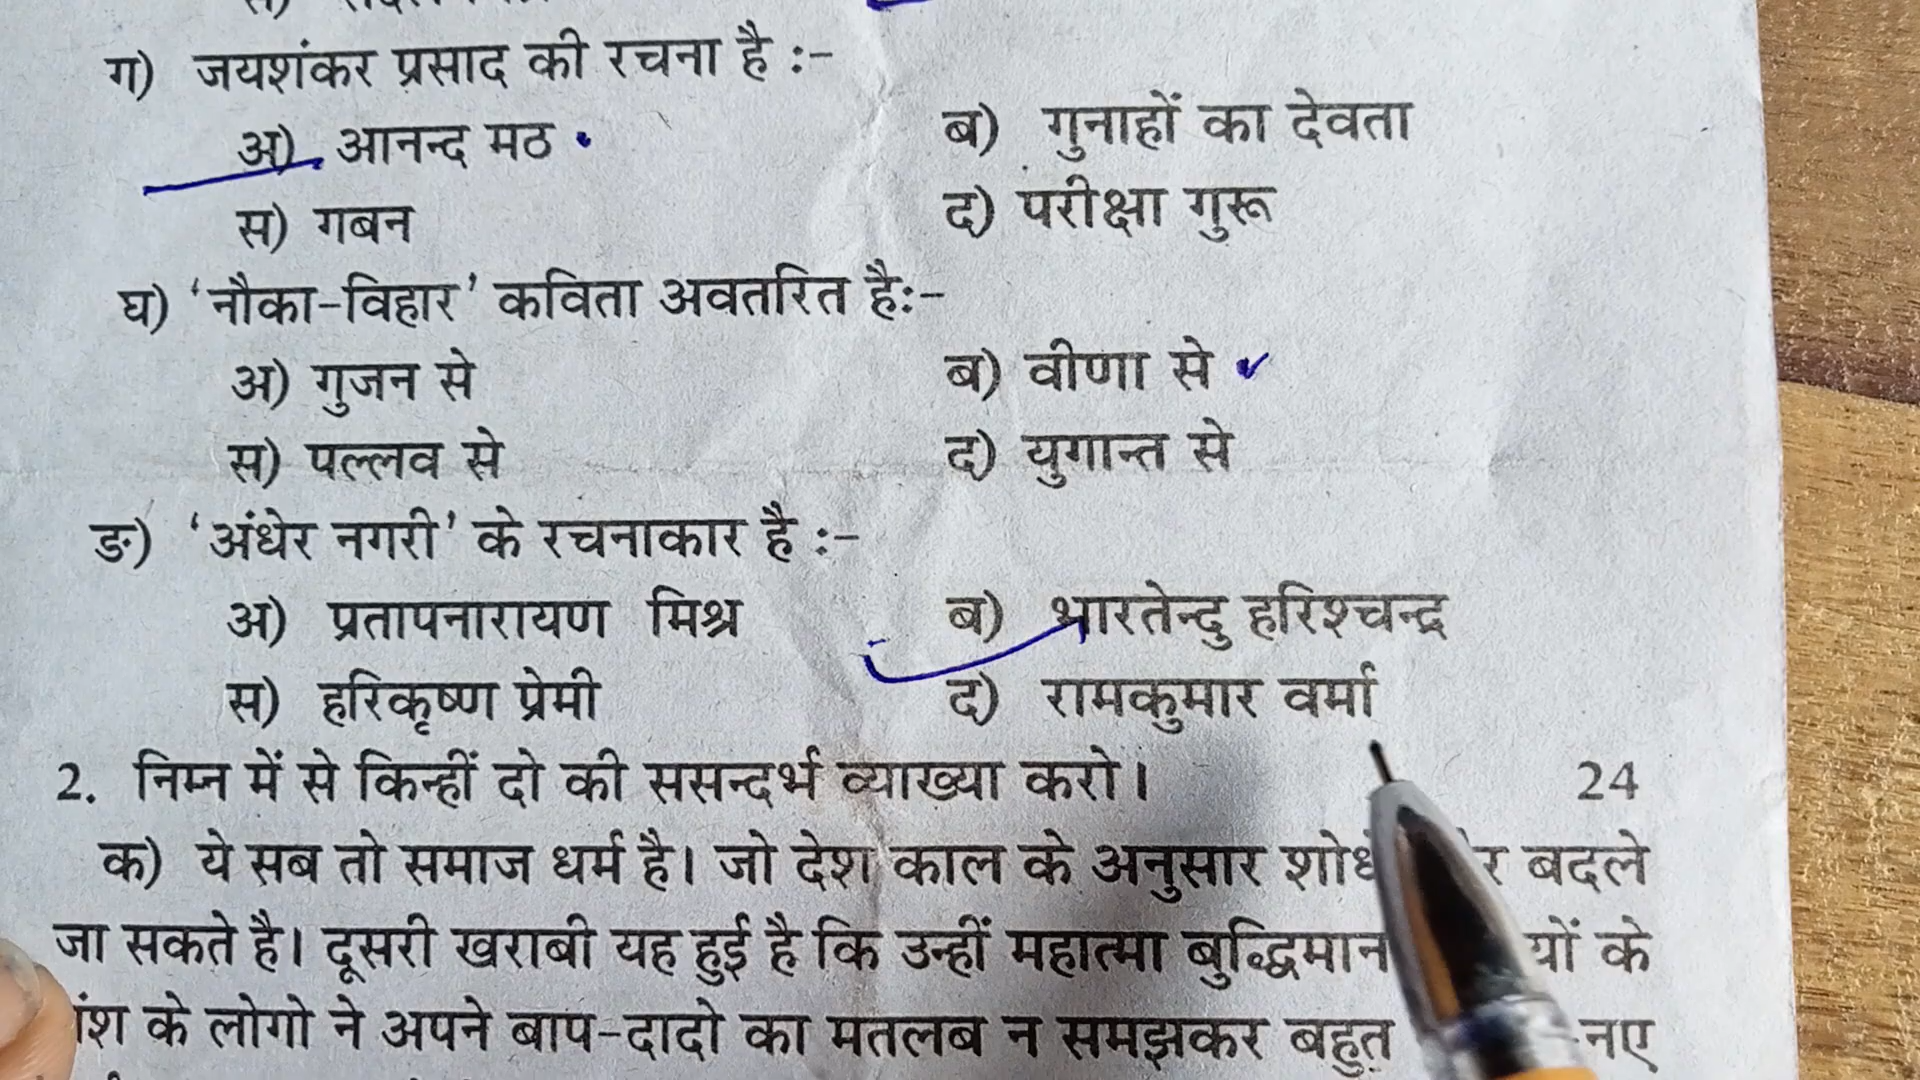 ग) जयशंकर प्रसाद की रचना है :-
अ) आनन्द मठ ब) गुनाहों का देवता
स) गबन द) परीक्षा गुरू
घ) ‘नौका-विहार’ कविता अवतरित है:-
अ) गुजन से ब) वीणा से
स) पल्लव से द) युगान्त से
ङ) ‘अंधेर नगरी’ के रचनाकार है :-
अ) प्रतापनारायण मिश्र ब) भारतेन्दु हरिश्चन्द्र
स) हरिकृष्ण प्रेमी द) रामकुमार वर्मा
2. निम्न में से किन्हीं दो की ससन्दर्भ व्याख्या करो। 24
क) ये सब तो समाज धर्म है। जो देश काल के अनुसार बदले
जा सकते है। दूसरी खराबी यह हुई है कि उन्हीं महात्मा बुद्धिमान के
के लोगो ने अपने बाप-दादो का मतलब न समझकर बहुत नए